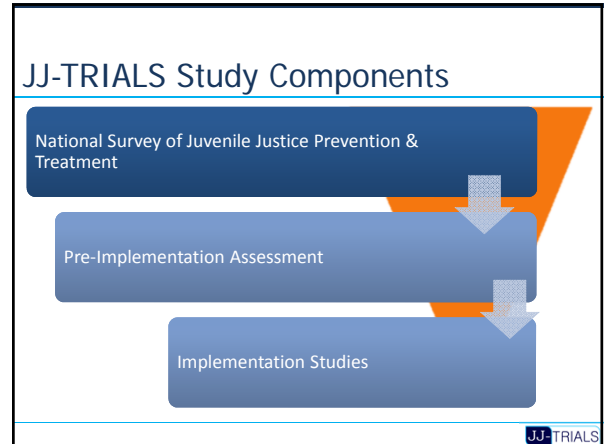 JJ-TRIALS Study Components
National Survey of Juvenile Justice Prevention &
Treatment
Pre-Implementation Assessment
Implementation Studies
JJ-TRIALS